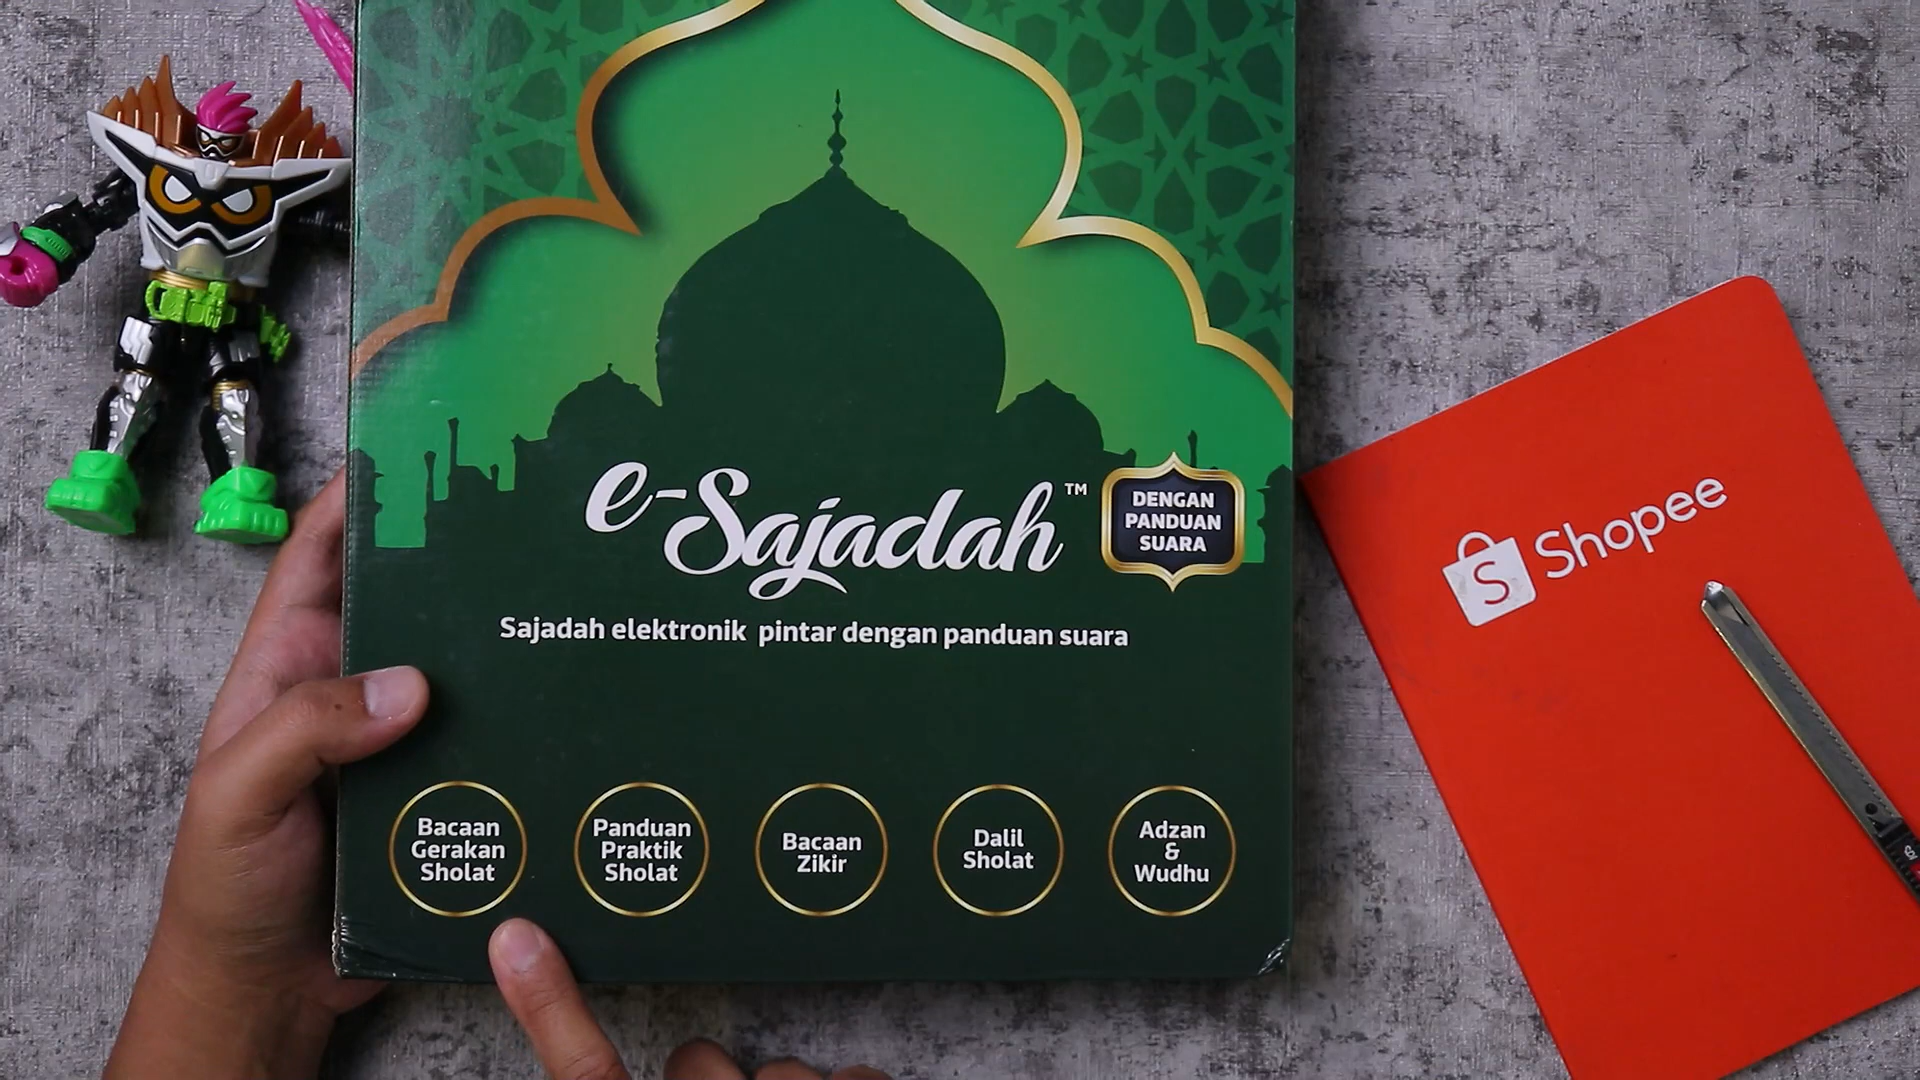 e-Sajadah™
DENGAN
PANDUAN
SUARA
Sajadah elektronik pintar dengan panduan suara
Bacaan
Gerakan
Sholat
Panduan
Praktik
Sholat
Bacaan
Zikir
Dalil
Sholat
Adzan
&
Wudhu
S
Shopee